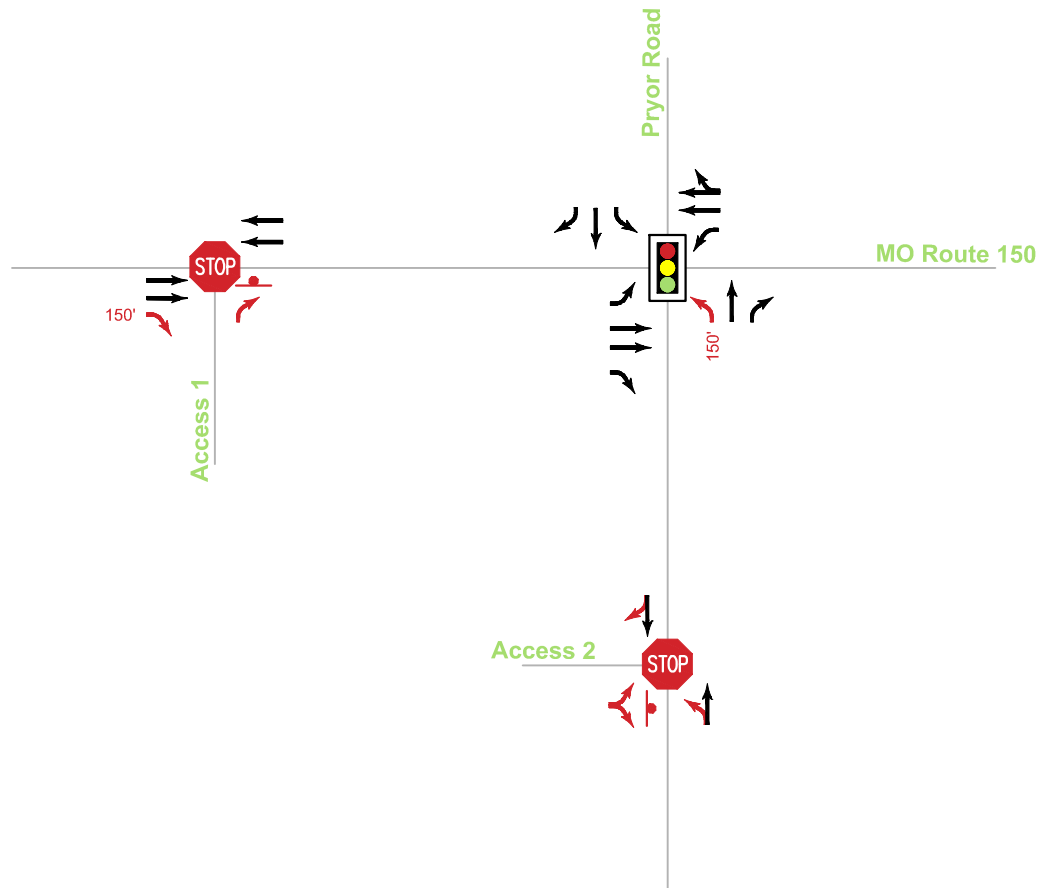 Pryor Road
MO Route 150
STOP
150'
150'
Access 1
Access 2
STOP